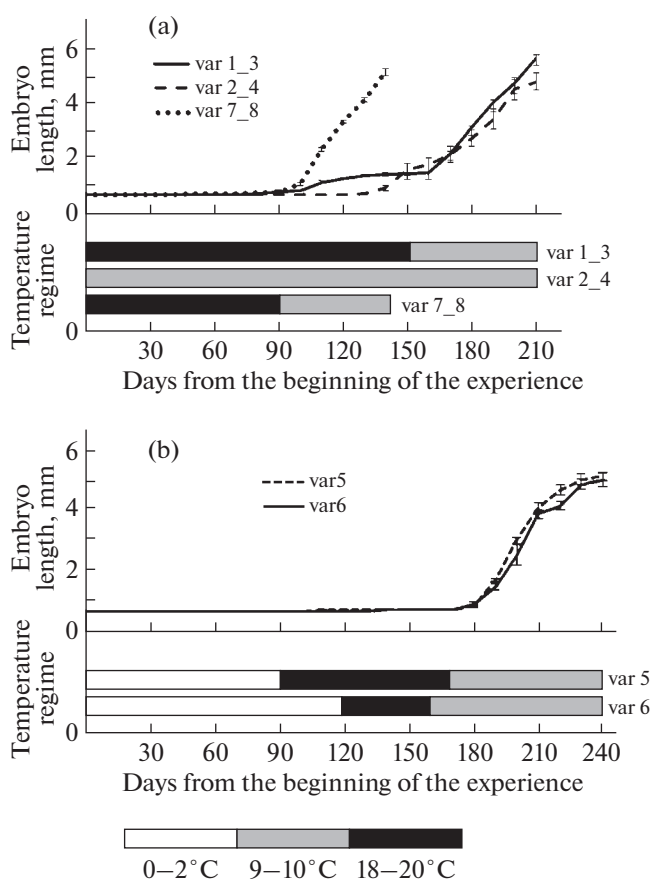 (a)
Embryo
length, mm
6
4
2
0
var 1_3
var 2_4
var 7_8
Temperature
regime
0
var 1_3
var 2_4
var 7_8
30 60 90 120 150 180 210
Days from the beginning of the experience
(b)
Embryo
length, mm
6
4
2
0
var5
var6
Temperature
regime
0
var 5
var 6
30 60 90 120 150 180 210 240
Days from the beginning of the experience
0–2°C 9–10°C 18–20°C